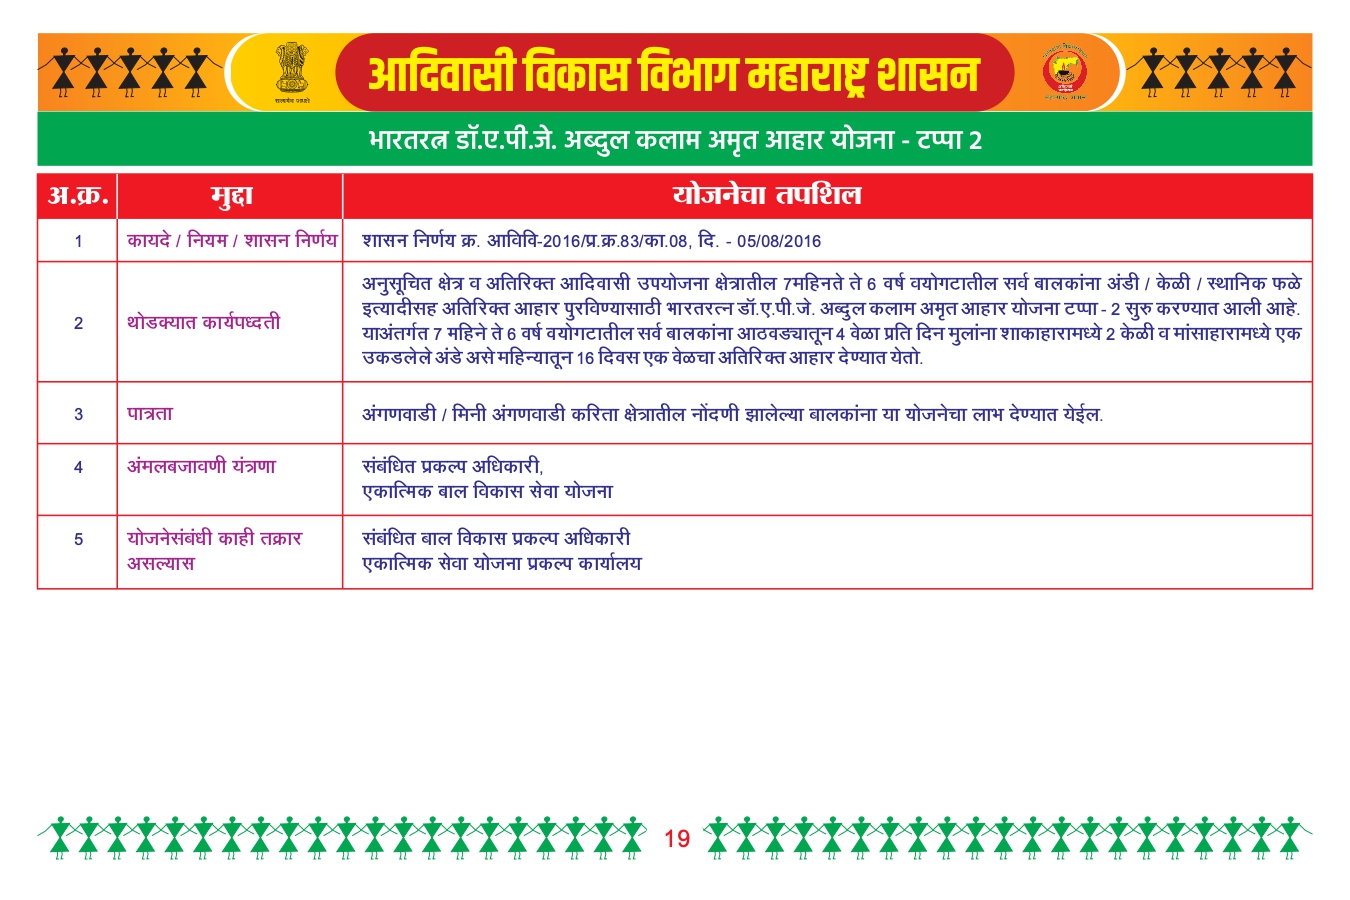 आदिवासी विकास विभाग महाराष्ट्र शासन
सत्यमेव जयते
भारतरत्न डॉ.ए.पी.जे. अब्दुल कलाम अमृत आहार योजना - टप्पा 2
अ.क्र. मुद्दा योजनेचा तपशिल
1 कायदे / नियम / शासन निर्णय शासन निर्णय क्र. आविवि-2016/प्र.क्र.83/का.08, दि. - 05/08/2016
2 थोडक्यात कार्यपध्दती
अनुसूचित क्षेत्र व अतिरिक्त आदिवासी उपयोजना क्षेत्रातील 7महिनते ते 6 वर्ष वयोगटातील सर्व बालकांना अंडी / केळी / स्थानिक फळे
इत्यादीसह अतिरिक्त आहार पुरविण्यासाठी भारतरत्न डॉ.ए.पी.जे. अब्दुल कलाम अमृत आहार योजना टप्पा - 2 सुरु करण्यात आली आहे.
याअंतर्गत 7 महिने ते 6 वर्ष वयोगटातील सर्व बालकांना आठवड्यातून 4 वेळा प्रति दिन मुलांना शाकाहारामध्ये 2 केळी व मांसाहारामध्ये एक
उकडलेले अंडे असे महिन्यातून 16 दिवस एक वेळचा अतिरिक्त आहार देण्यात येतो.
3 पात्रता अंगणवाडी / मिनी अंगणवाडी करिता क्षेत्रातील नोंदणी झालेल्या बालकांना या योजनेचा लाभ देण्यात येईल.
4 अंमलबजावणी यंत्रणा संबंधित प्रकल्प अधिकारी,
एकात्मिक बाल विकास सेवा योजना
5 योजनेसंबंधी काही तक्रार संबंधित बाल विकास प्रकल्प अधिकारी
असल्यास एकात्मिक सेवा योजना प्रकल्प कार्यालय
19